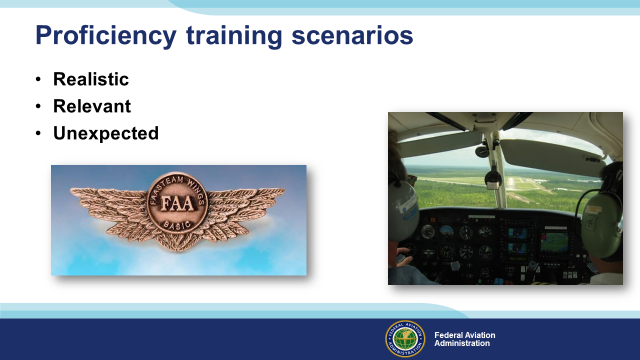 Proficiency training scenarios
• Realistic
• Relevant
• Unexpected
FAASTEAM WINGS
FAA
BASIC
Federal Aviation
Administration